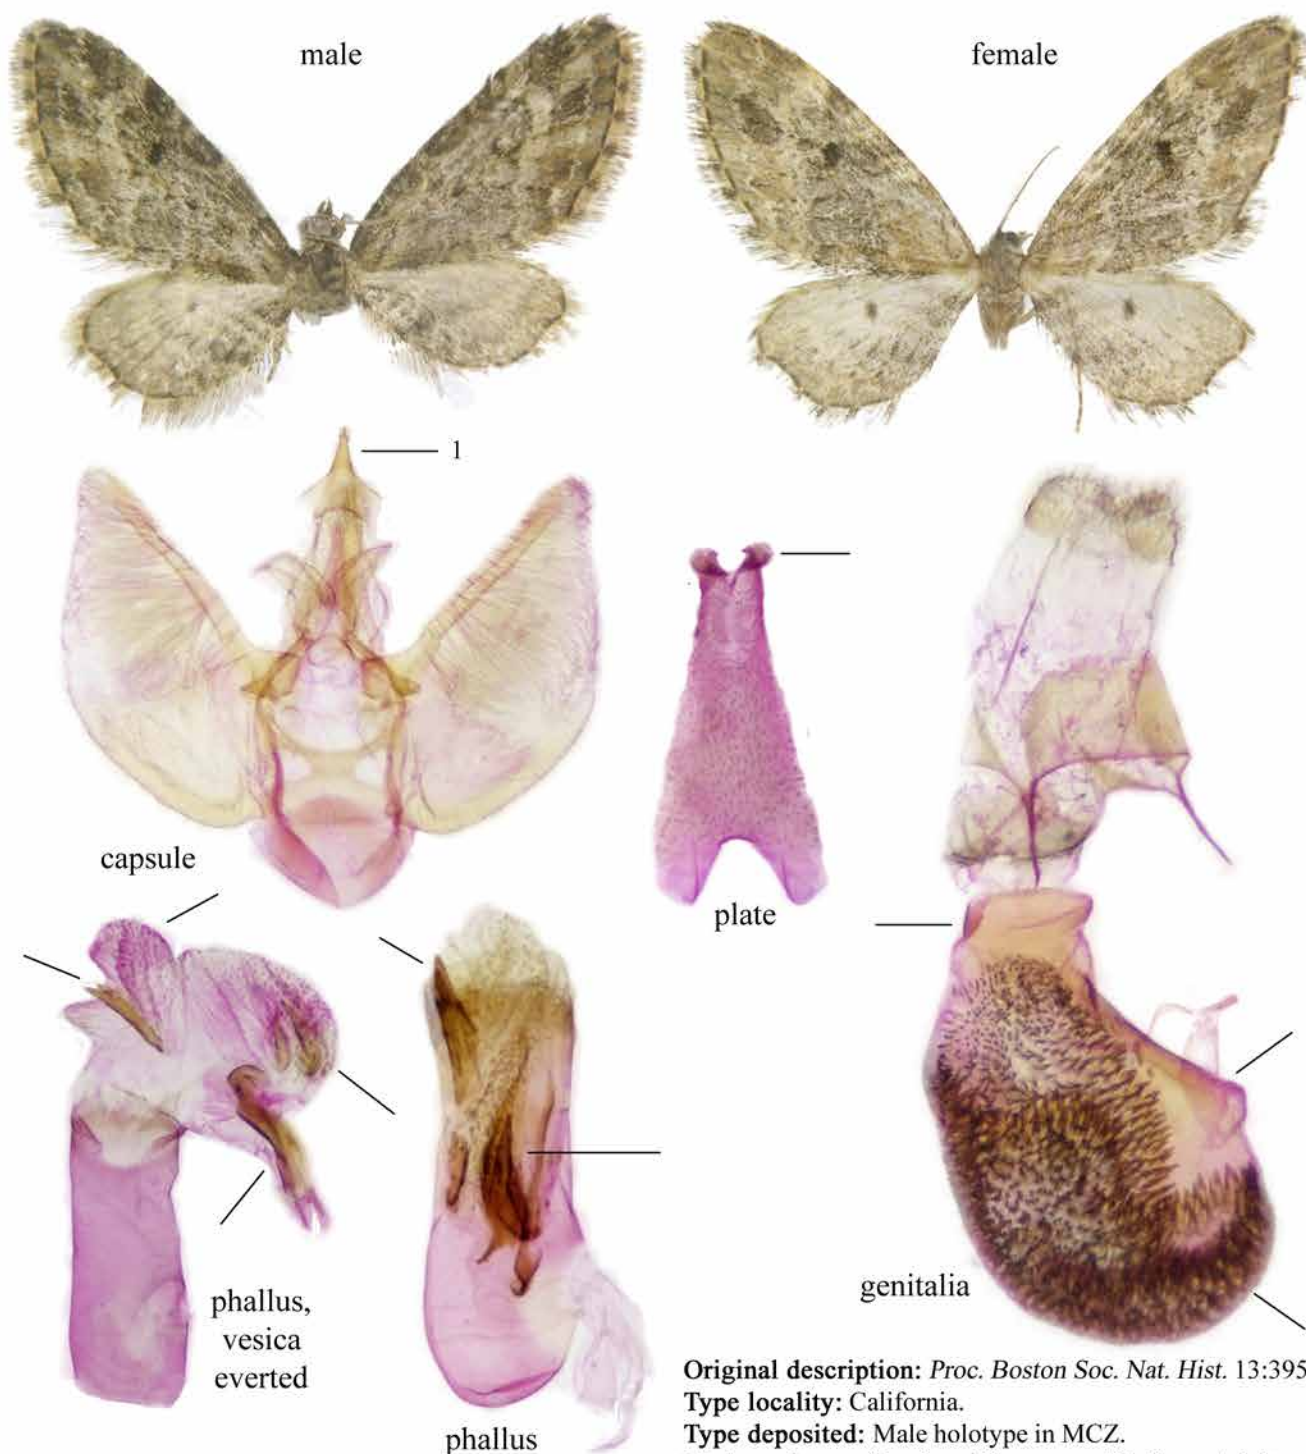 male
female
1
capsule
plate
phallus,
vesica
everted
phallus
genitalia
Original description: Proc. Boston Soc. Nat. Hist. 13:395
Type locality: California.
Type deposited: Male holotype in MCZ.